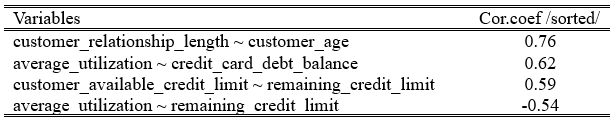 Variables Cor.coef /sorted/
customer_relationship_length ~ customer_age 0.76
average_utilization ~ credit_card_debt_balance 0.62
customer_available_credit_limit ~ remaining_credit_limit 0.59
average_utilization ~ remaining_credit_limit -0.54